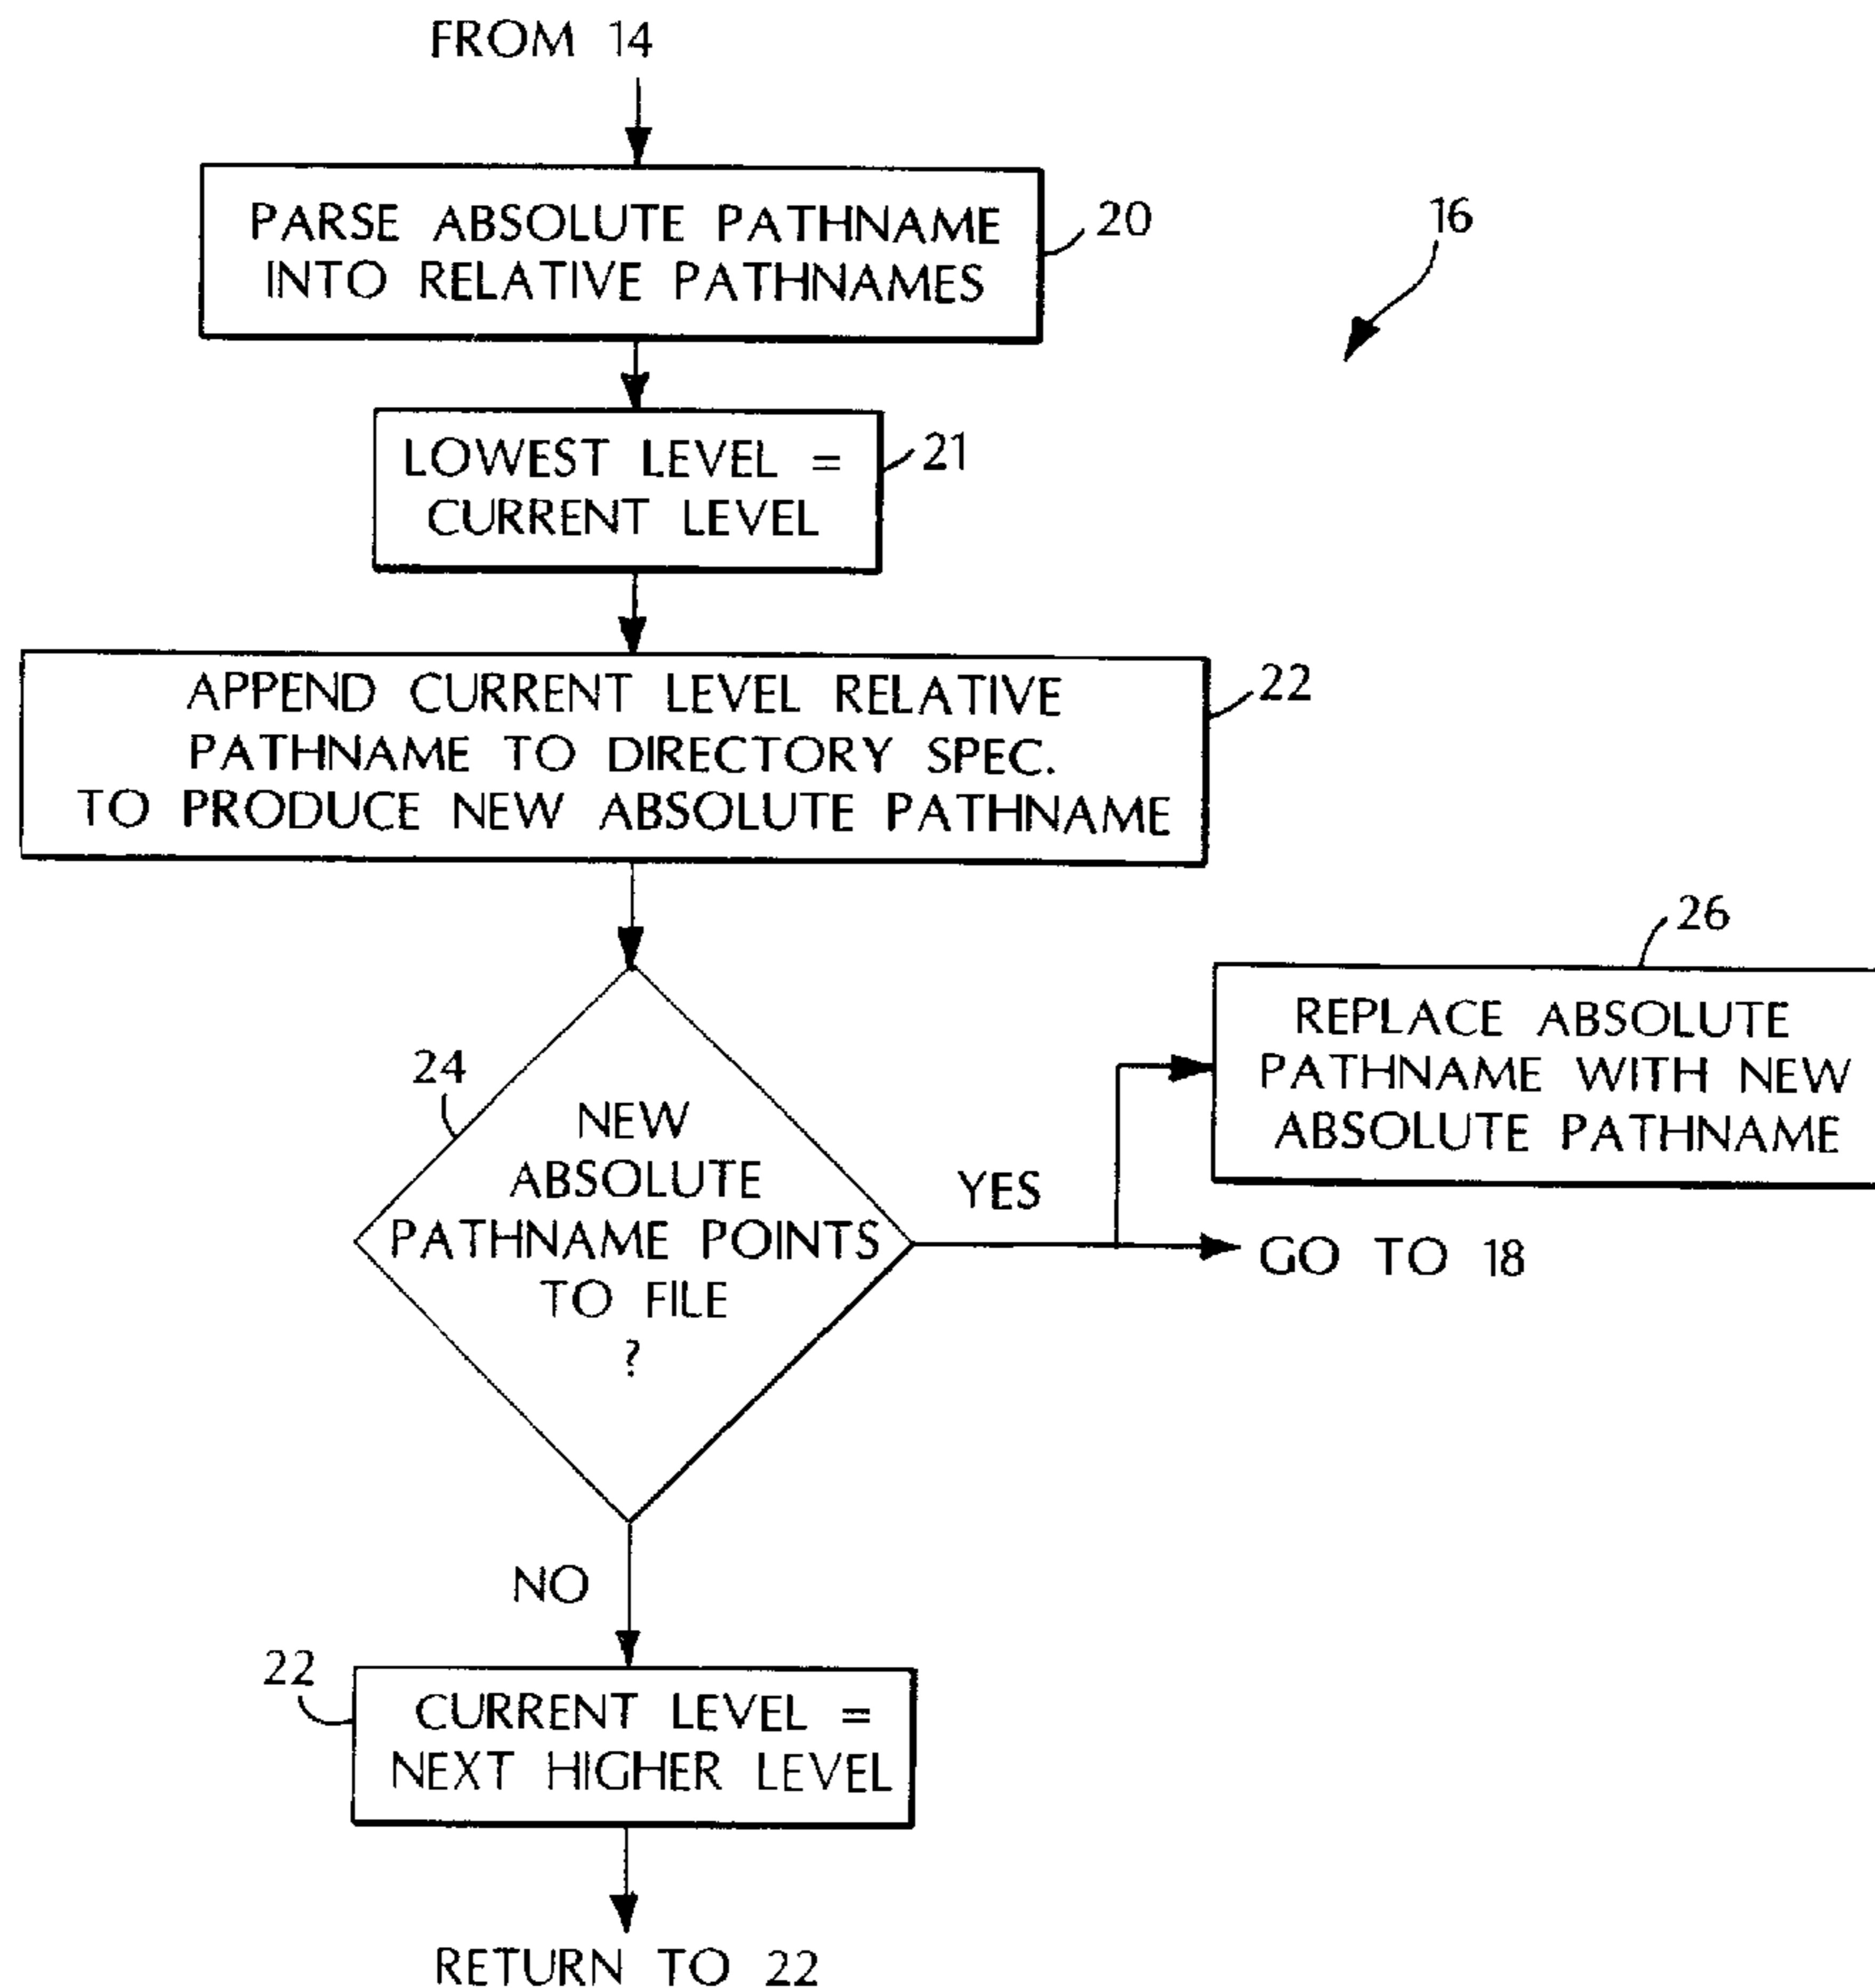 FROM 14
PARSE ABSOLUTE PATHNAME
INTO RELATIVE PATHNAMES
20
16
LOWEST LEVEL =
CURRENT LEVEL
21
APPEND CURRENT LEVEL RELATIVE
PATHNAME TO DIRECTORY SPEC.
TO PRODUCE NEW ABSOLUTE PATHNAME
22
26
REPLACE ABSOLUTE
PATHNAME WITH NEW
ABSOLUTE PATHNAME
24
NEW
ABSOLUTE
PATHNAME POINTS
TO FILE
?
YES
GO TO 18
NO
22
CURRENT LEVEL =
NEXT HIGHER LEVEL
RETURN TO 22